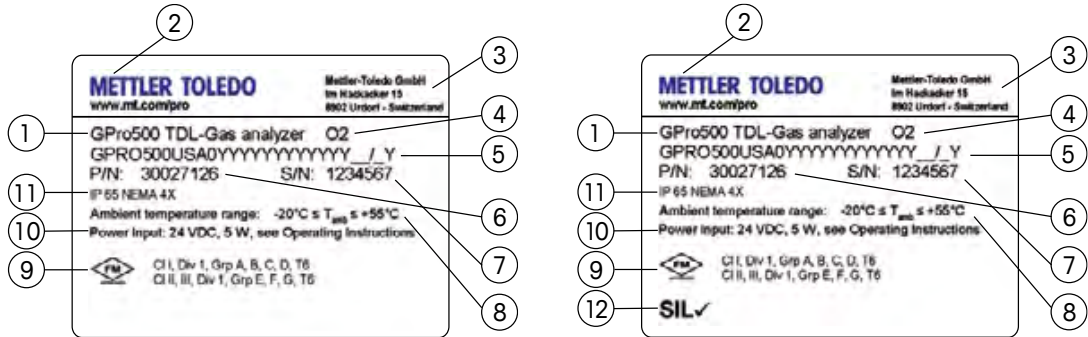 2
METTLER TOLEDO
www.mt.com/pro
Mettler-Toledo GmbH
Im Hackacker 15
8902 Urdorf - Switzerland
3
1
GPro500 TDL-Gas analyzer O2
4
GPRO500USA0YYYYYYYYYYYY__/_Y
5
P/N: 30027126 S/N: 1234567
11
IP 65 NEMA 4X
6
Ambient temperature range: -20°C ≤ Tamb ≤ +55°C
10
Power Input: 24 VDC, 5 W, see Operating Instructions
7
9
FM
Cl I, Div 1, Grp A, B, C, D, T6
Cl II, III, Div 1, Grp E, F, G, T6
8
2
METTLER TOLEDO
www.mt.com/pro
Mettler-Toledo GmbH
Im Hackacker 15
8902 Urdorf - Switzerland
3
1
GPro500 TDL-Gas analyzer O2
4
GPRO500USA0YYYYYYYYYYYY__/_Y
5
P/N: 30027126 S/N: 1234567
11
IP 65 NEMA 4X
6
Ambient temperature range: -20°C ≤ Tamb ≤ +55°C
10
Power Input: 24 VDC, 5 W, see Operating Instructions
7
9
FM
Cl I, Div 1, Grp A, B, C, D, T6
Cl II, III, Div 1, Grp E, F, G, T6
8
12
SIL✓